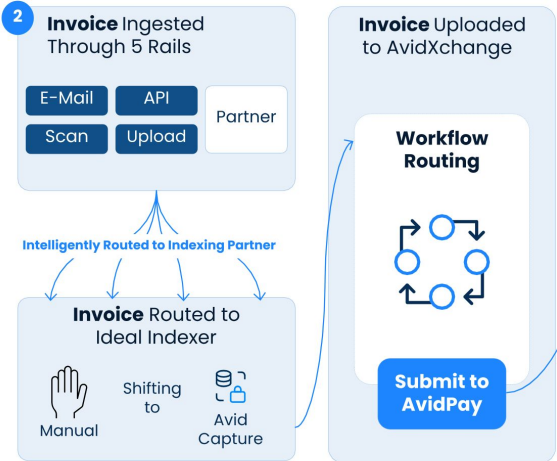 2
Invoice Ingested
Through 5 Rails
E-Mail
API
Partner
Scan
Upload
Intelligently Routed to Indexing Partner
Invoice Routed to
Ideal Indexer
Manual
Shifting
to
Avid
Capture
Invoice Uploaded
to AvidXchange
Workflow
Routing
Submit to
AvidPay